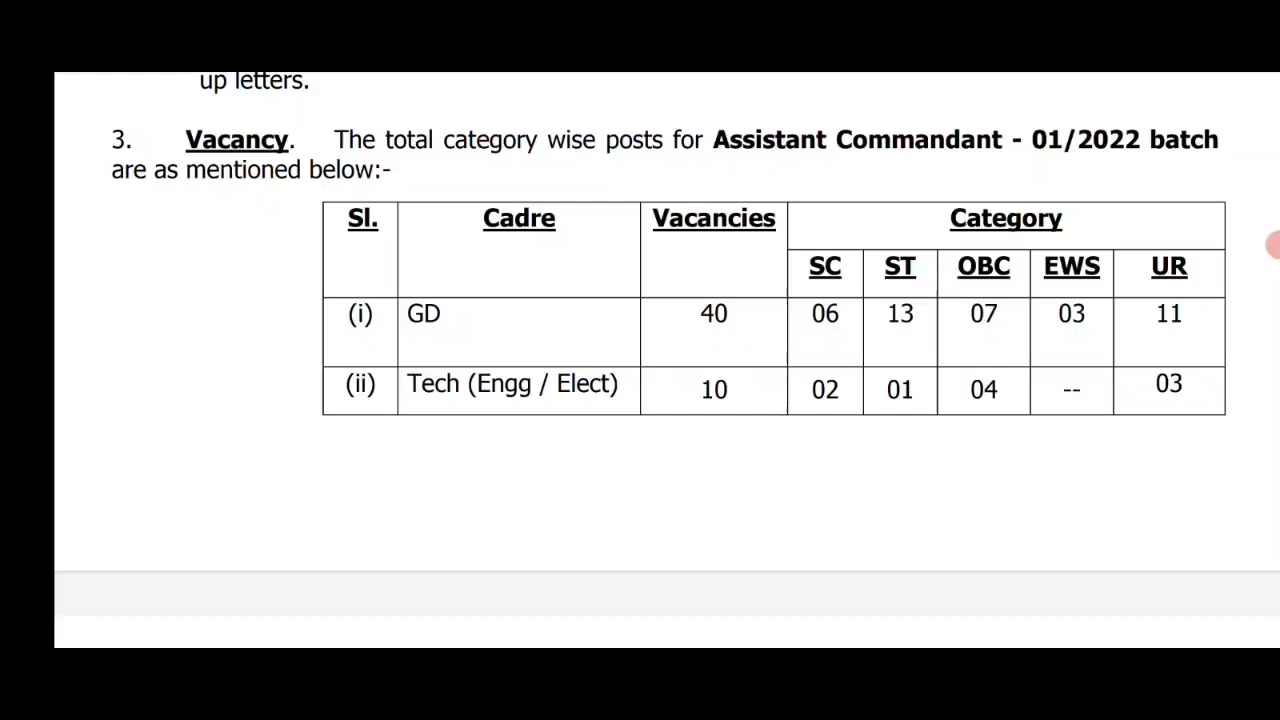 up letters.
3. Vacancy. The total category wise posts for Assistant Commandant - 01/2022 batch
are as mentioned below:-
Sl. Cadre Vacancies Category
SC ST OBC EWS UR
(i) GD 40 06 13 07 03 11
(ii) Tech (Engg / Elect) 10 02 01 04 -- 03